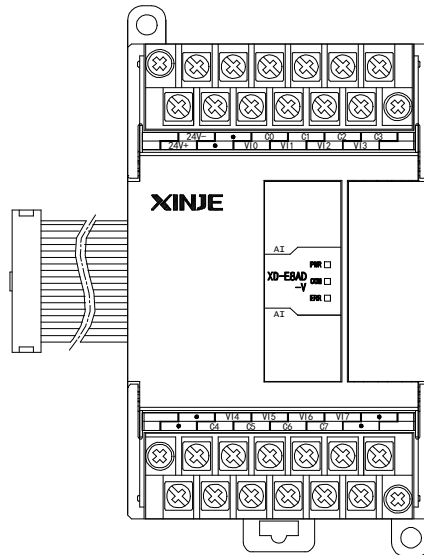 24V- • C0 C1 C2 C3
24V+ • VI0 VI1 VI2 VI3
XINJE
AI
PWR
XD-E8AD
COM
-V
ERR
AI
• VI4 VI5 VI6 VI7 •
• C4 C5 C6 C7 •